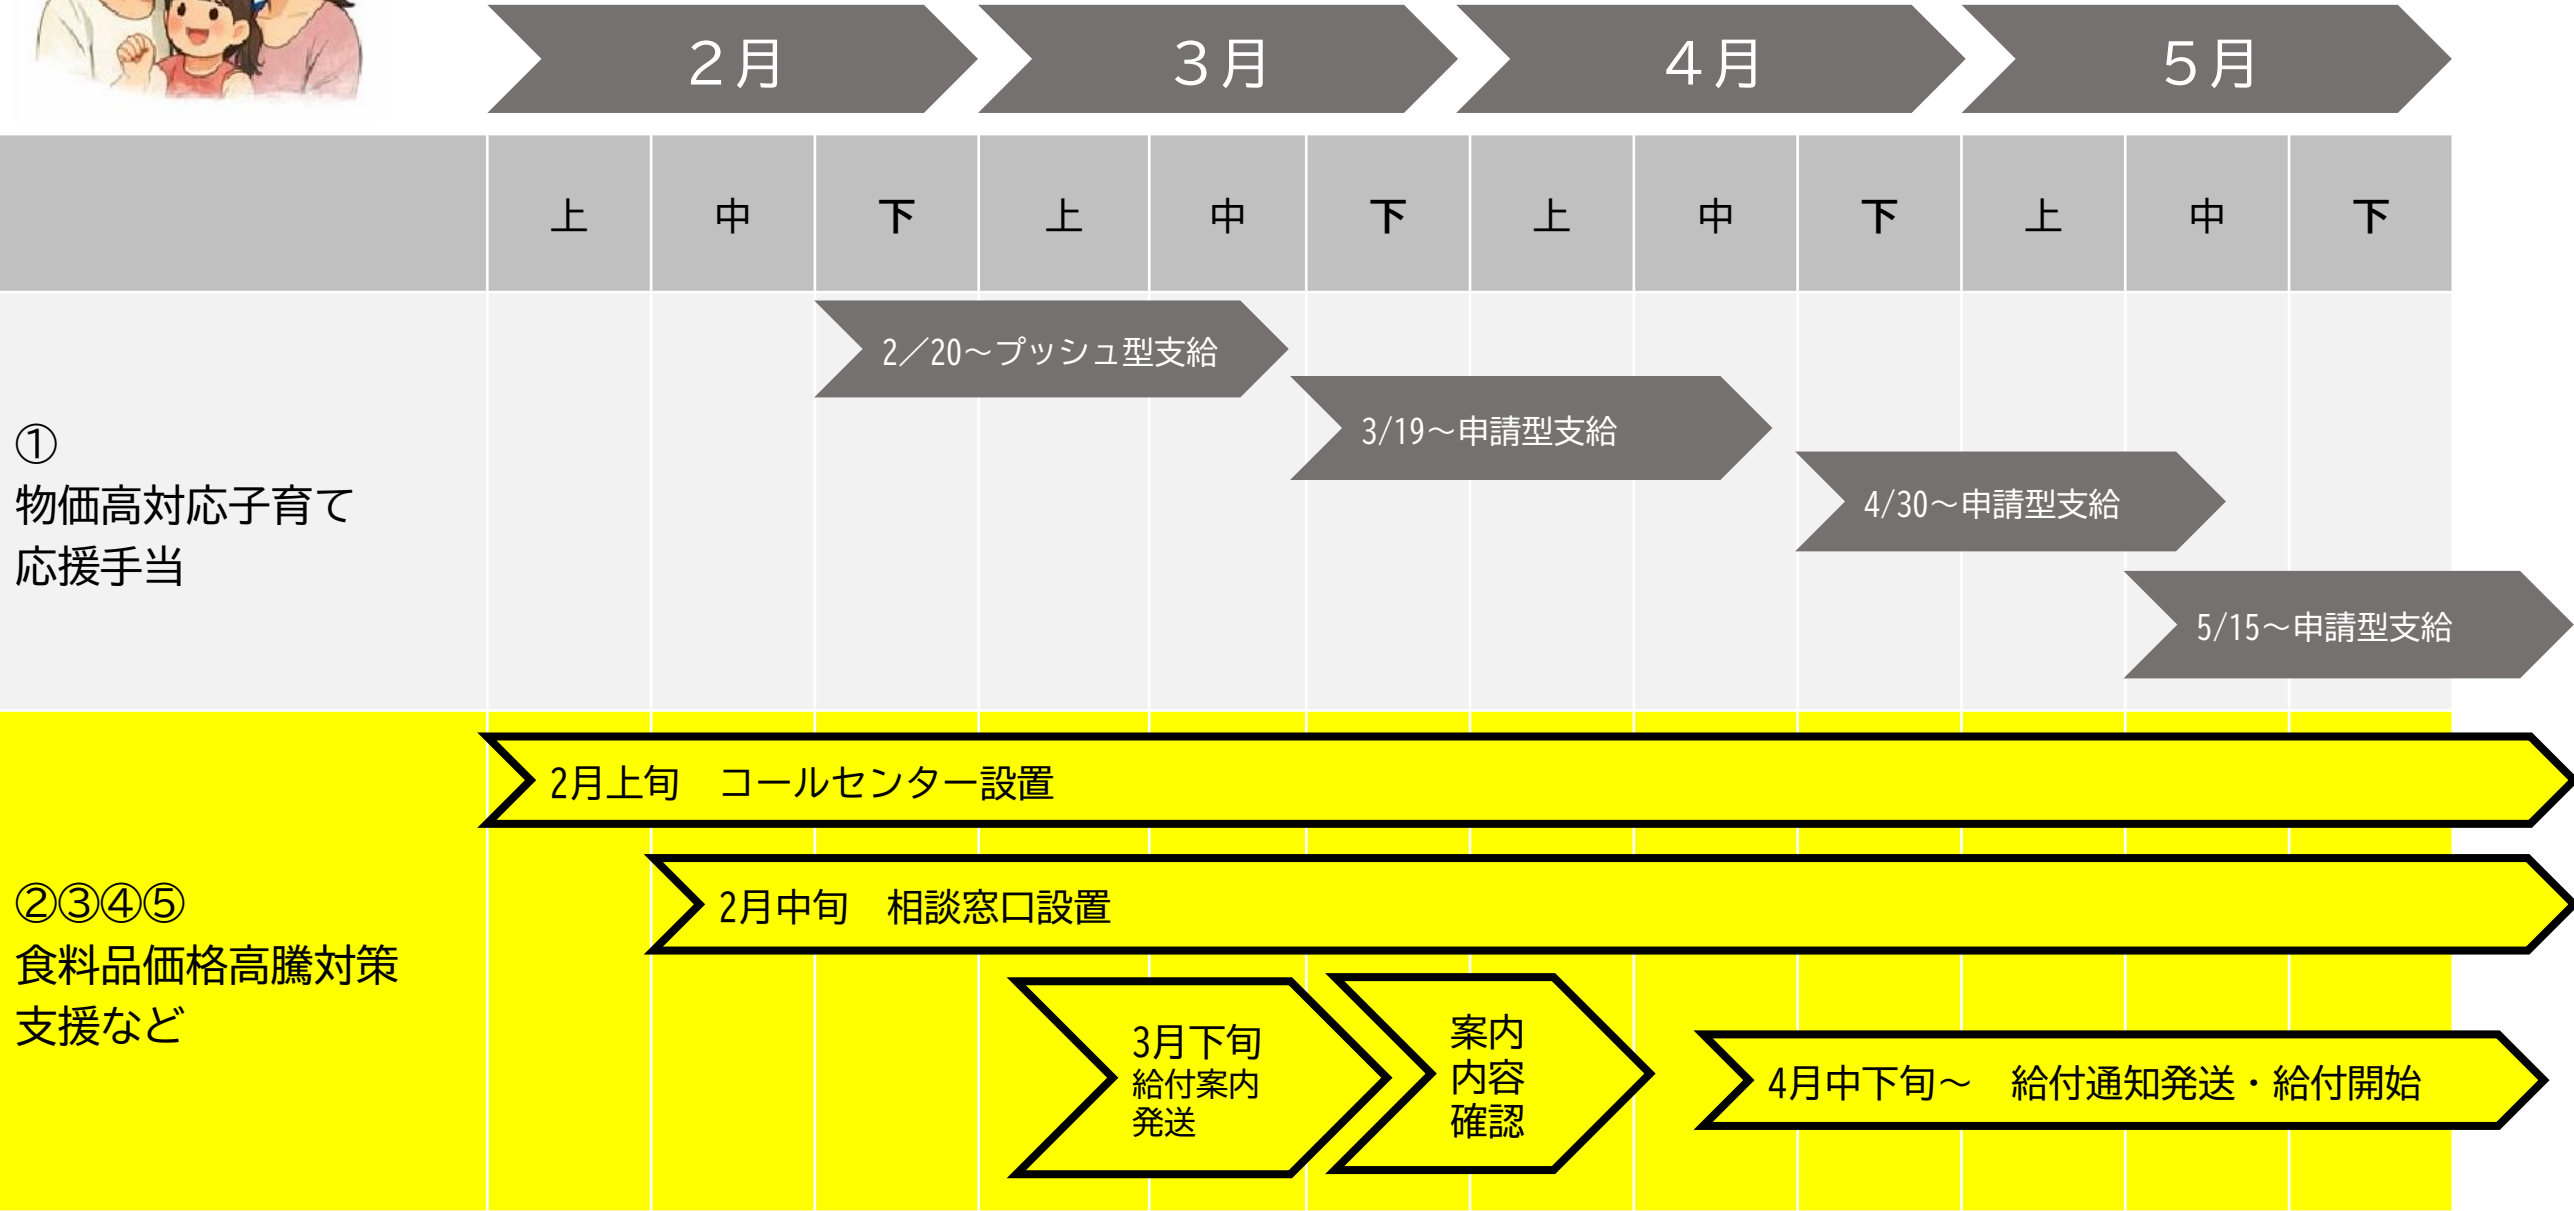 ２月
３月
４月
５月
上 中 下 上 中 下 上 中 下 上 中 下
①
物価高対応子育て
応援手当
2／20～プッシュ型支給
3/19～申請型支給
4/30～申請型支給
5/15～申請型支給
②③④⑤
食料品価格高騰対策
支援など
2月上旬　コールセンター設置
2月中旬　相談窓口設置
3月下旬
給付案内
発送
案内
内容
確認
4月中下旬～　給付通知発送・給付開始